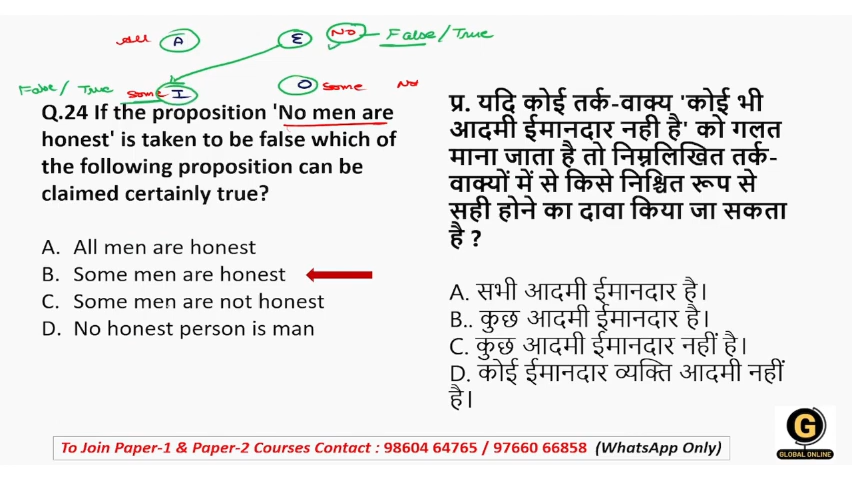 All A E NO - False/True
False/ True Some I O Some No
Q.24 If the proposition 'No men are
honest' is taken to be false which of
the following proposition can be
claimed certainly true?
A. All men are honest
B. Some men are honest
C. Some men are not honest
D. No honest person is man
प्र. यदि कोई तर्क-वाक्य 'कोई भी
आदमी ईमानदार नही है' को गलत
माना जाता है तो निम्नलिखित तर्क-
वाक्यों में से किसे निश्चित रूप से
सही होने का दावा किया जा सकता
है ?
A. सभी आदमी ईमानदार है।
B.. कुछ आदमी ईमानदार है।
C. कुछ आदमी ईमानदार नहीं है।
D. कोई ईमानदार व्यक्ति आदमी नहीं
है।
To Join Paper-1 & Paper-2 Courses Contact : 98604 64765 / 97660 66858 (WhatsApp Only)
G
GLOBAL ONLINE